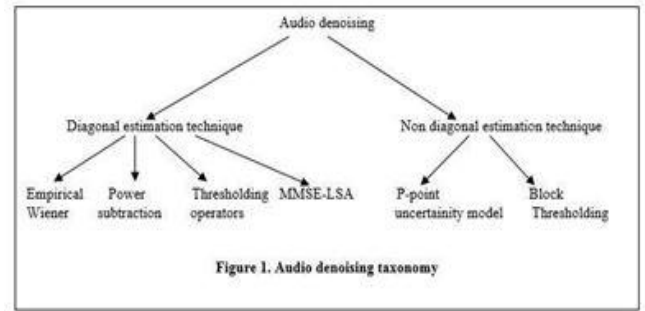 Audio denoising
Diagonal estimation technique
Non diagonal estimation technique
Empirical
Wiener
Power
subtraction
Thresholding
operators
MMSE-LSA
P-point
uncertainity model
Block
Thresholding
Figure 1. Audio denoising taxonomy